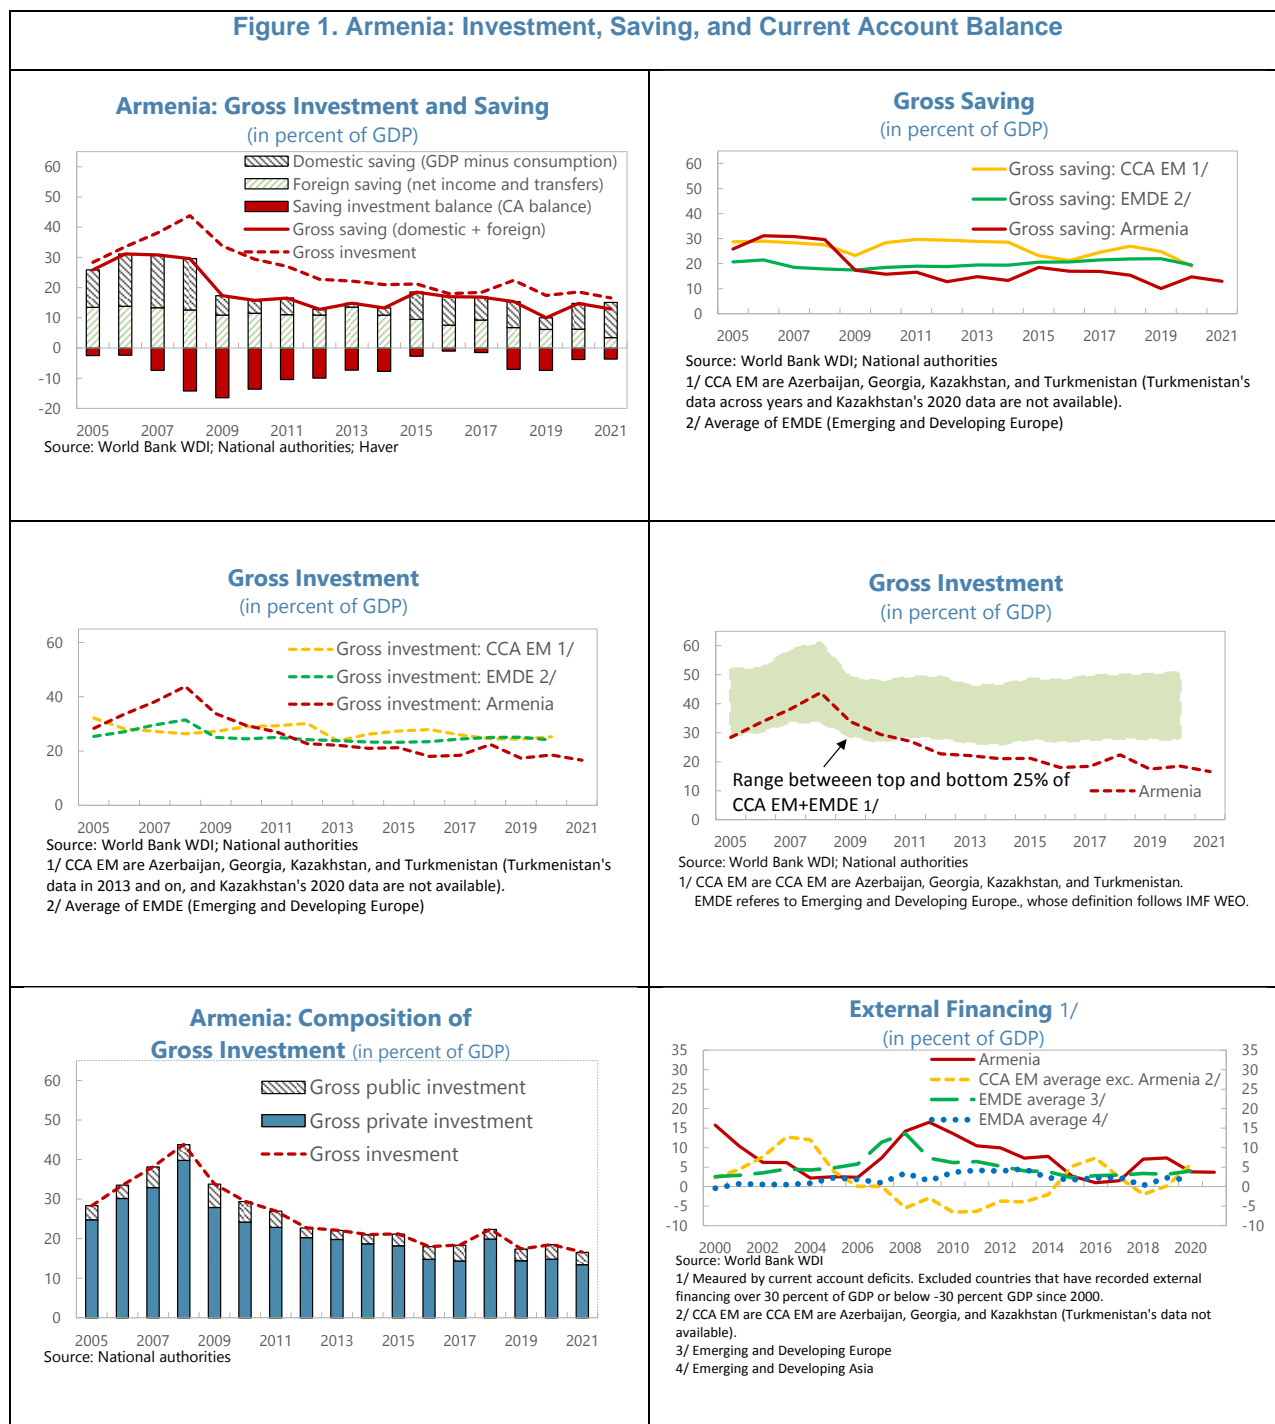 Figure 1. Armenia: Investment, Saving, and Current Account Balance
Armenia: Gross Investment and Saving
(in percent of GDP)
Domestic saving (GDP minus consumption)
Foreign saving (net income and transfers)
Saving investment balance (CA balance)
Gross saving (domestic + foreign)
Gross invesment
60
50
40
30
20
10
0
-10
-20
2005 2007 2009 2011 2013 2015 2017 2019 2021
Source: World Bank WDI; National authorities; Haver
Gross Saving
(in percent of GDP)
Gross saving: CCA EM 1/
Gross saving: EMDE 2/
Gross saving: Armenia
60
50
40
30
20
10
0
2005 2007 2009 2011 2013 2015 2017 2019 2021
Source: World Bank WDI; National authorities
1/ CCA EM are Azerbaijan, Georgia, Kazakhstan, and Turkmenistan (Turkmenistan's
data across years and Kazakhstan's 2020 data are not available).
2/ Average of EMDE (Emerging and Developing Europe)
Gross Investment
(in percent of GDP)
Gross investment: CCA EM 1/
Gross investment: EMDE 2/
Gross investment: Armenia
60
40
20
0
2005 2007 2009 2011 2013 2015 2017 2019 2021
Source: World Bank WDI; National authorities
1/ CCA EM are Azerbaijan, Georgia, Kazakhstan, and Turkmenistan (Turkmenistan's
data in 2013 and on, and Kazakhstan's 2020 data are not available).
2/ Average of EMDE (Emerging and Developing Europe)
Gross Investment
(in percent of GDP)
60
50
40
30
20
10
0
Range betweeen top and bottom 25% of
CCA EM+EMDE 1/
Armenia
2005 2007 2009 2011 2013 2015 2017 2019 2021
Source: World Bank WDI; National authorities
1/ CCA EM are CCA EM are Azerbaijan, Georgia, Kazakhstan, and Turkmenistan.
EMDE referes to Emerging and Developing Europe., whose definition follows IMF WEO.
Armenia: Composition of
Gross Investment (in percent of GDP)
Gross public investment
Gross private investment
Gross invesment
60
50
40
30
20
10
0
2005 2007 2009 2011 2013 2015 2017 2019 2021
Source: National authorities
External Financing 1/
(in pecent of GDP)
Armenia
CCA EM average exc. Armenia 2/
EMDE average 3/
EMDA average 4/
35 35
30 30
25 25
20 20
15 15
10 10
5 5
0 0
-5 -5
-10 -10
2000 2002 2004 2006 2008 2010 2012 2014 2016 2018 2020
Source: World Bank WDI
1/ Meaured by current account deficits. Excluded countries that have recorded external
financing over 30 percent of GDP or below -30 percent GDP since 2000.
2/ CCA EM are CCA EM are Azerbaijan, Georgia, and Kazakhstan (Turkmenistan's data not
available).
3/ Emerging and Developing Europe
4/ Emerging and Developing Asia